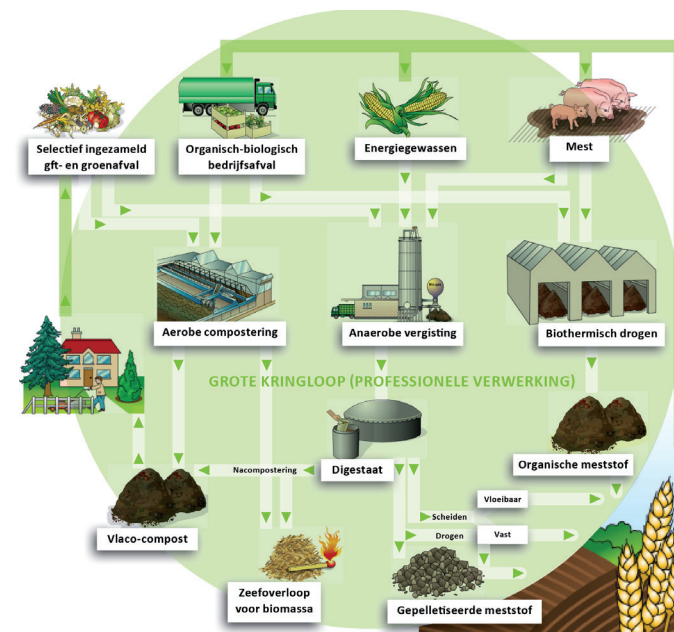 Selectief ingezameld
gft- en groenafval
Organisch-biologisch
bedrijfsafval
Energiegewassen
Mest
Aerobe compostering
Anaerobe vergisting
Biothermisch drogen
GROTE KRINGLOOP (PROFESSIONELE VERWERKING)
Nacompostering
Digestaat
Organische meststof
Vloeibaar
Scheiden
Drogen
Vast
Vlaco-compost
Zeefoverloop
voor biomassa
Gepelletiseerde meststof